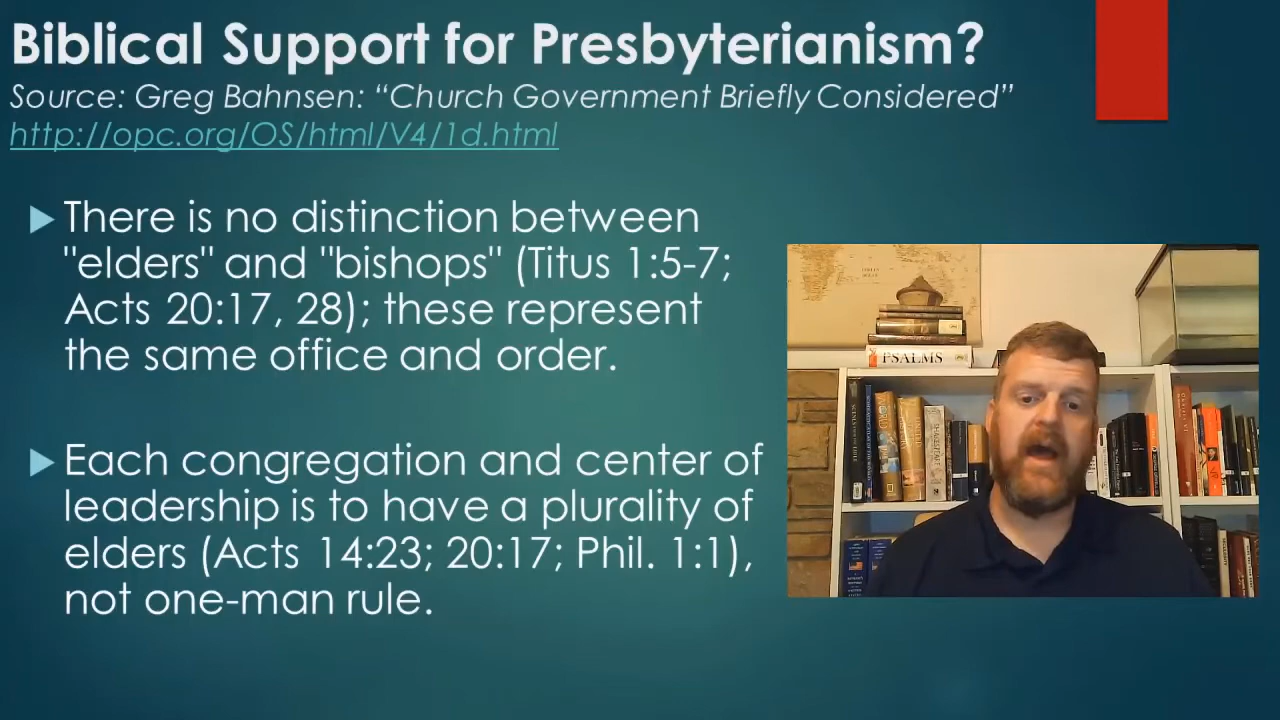 Biblical Support for Presbyterianism?
Source: Greg Bahnsen: “Church Government Briefly Considered”
http://opc.org/OS/html/V4/1d.html
There is no distinction between
"elders" and "bishops" (Titus 1:5-7;
Acts 20:17, 28); these represent
the same office and order.
Each congregation and center of
leadership is to have a plurality of
elders (Acts 14:23; 20:17; Phil. 1:1),
not one-man rule.
PSALMS